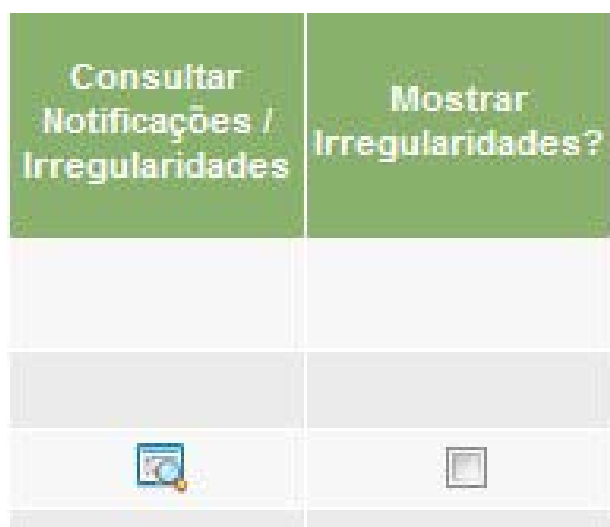 Consultar
Notificações /
Irregularidades
Mostrar
Irregularidades?